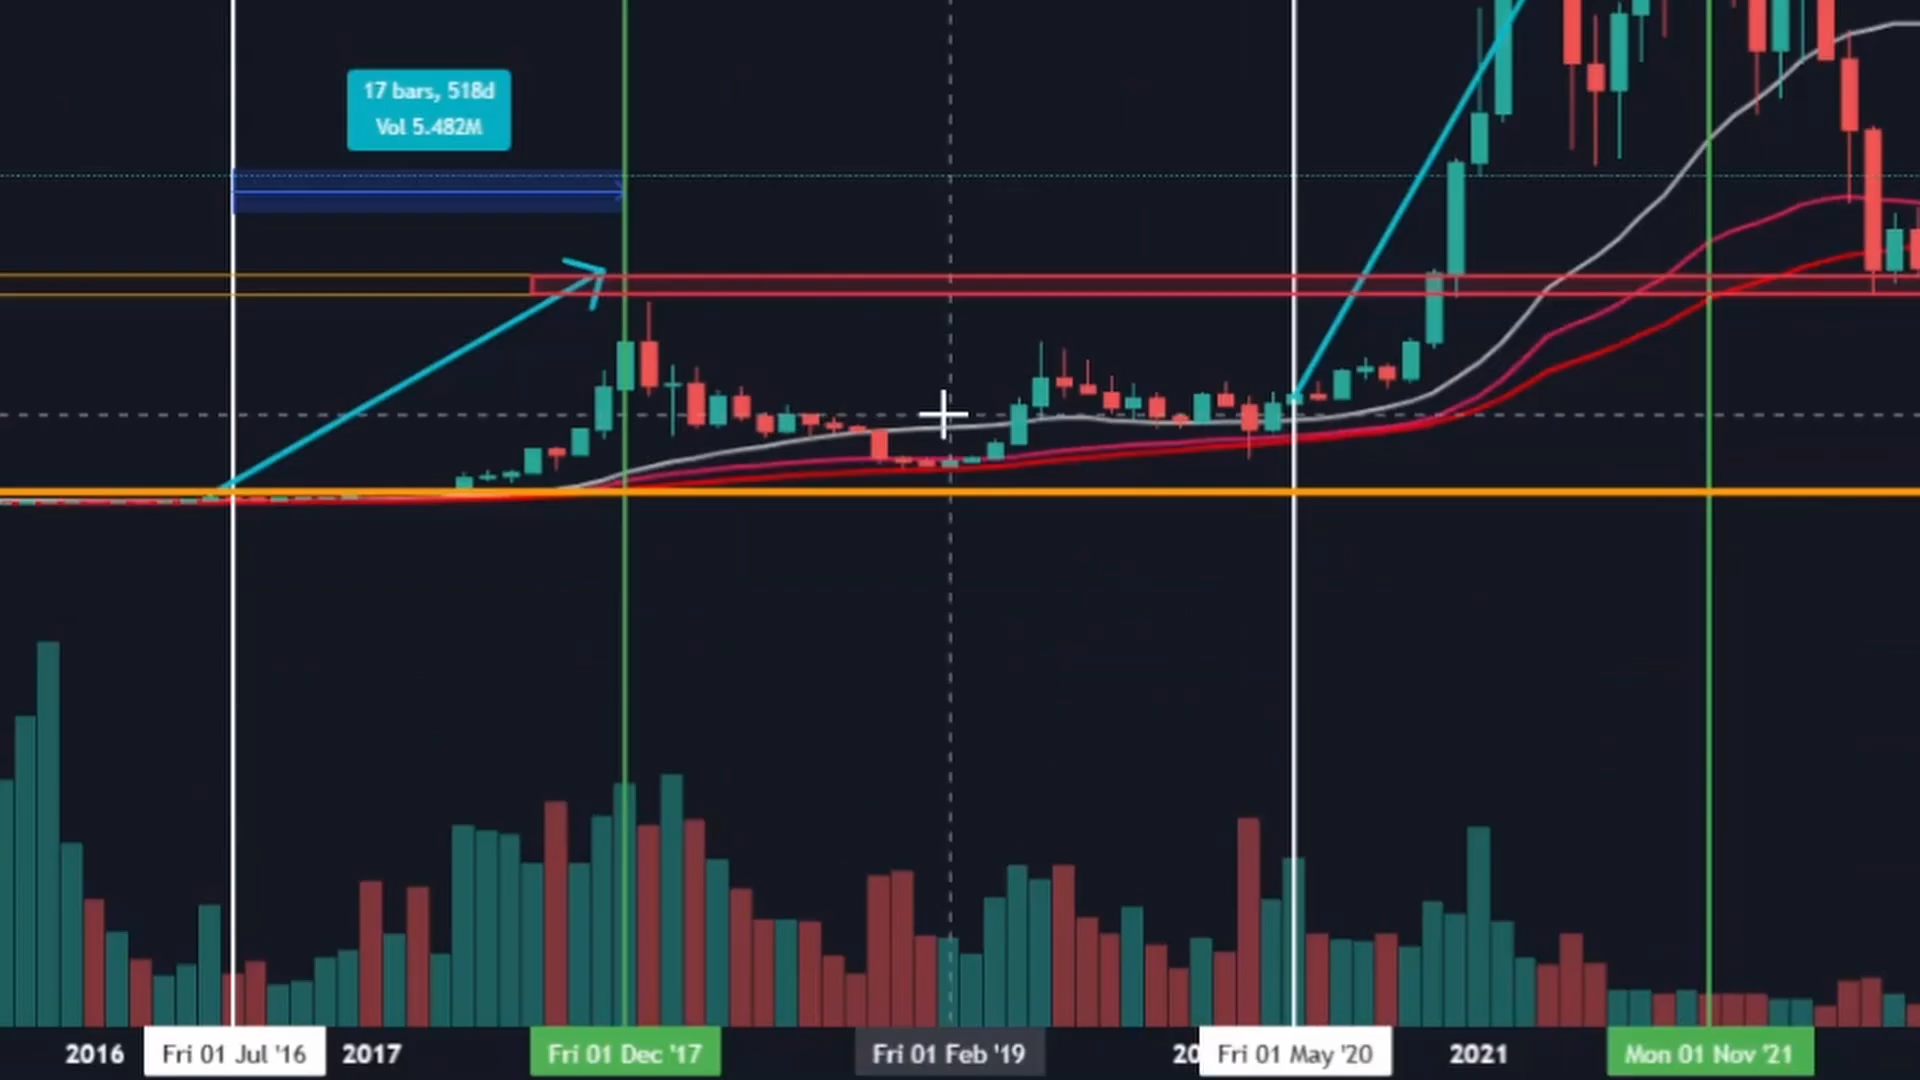 17 bars, 518d
Vol 5.482M
2016
Fri 01 Jul '16
2017
Fri 01 Dec '17
Fri 01 Feb '19
20
Fri 01 May '20
2021
Mon 01 Nov '21